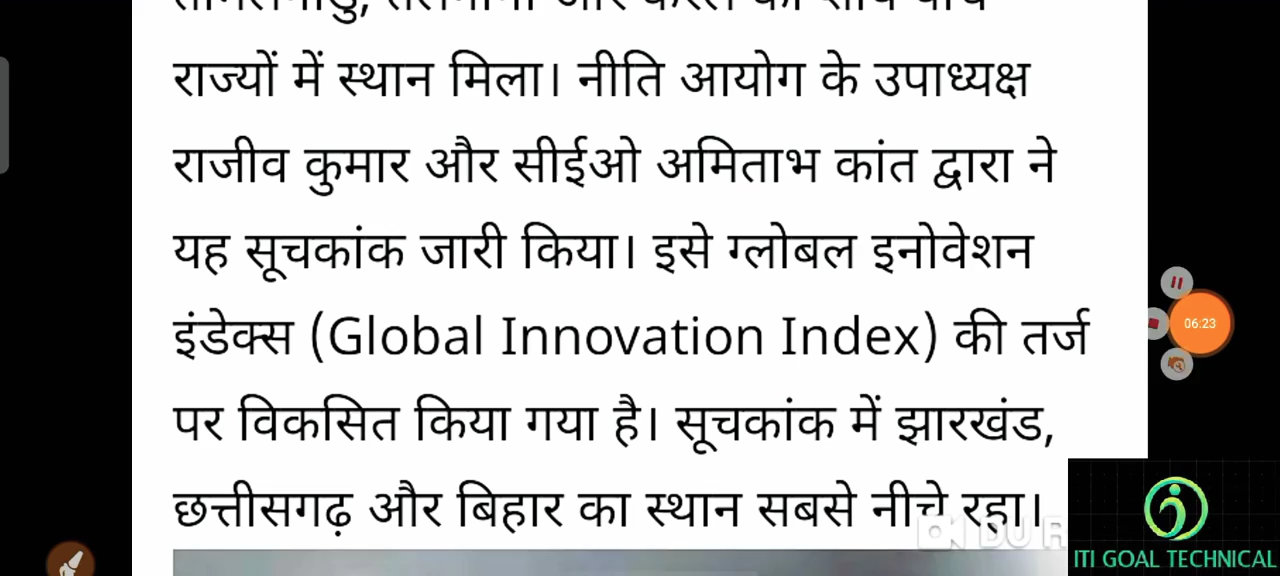 राज्यों में स्थान मिला। नीति आयोग के उपाध्यक्ष
राजीव कुमार और सीईओ अमिताभ कांत द्वारा ने
यह सूचकांक जारी किया। इसे ग्लोबल इनोवेशन
इंडेक्स (Global Innovation Index) की तर्ज
पर विकसित किया गया है। सूचकांक में झारखंड,
छत्तीसगढ़ और बिहार का स्थान सबसे नीचे रहा।
06:23
ITI GOAL TECHNICAL